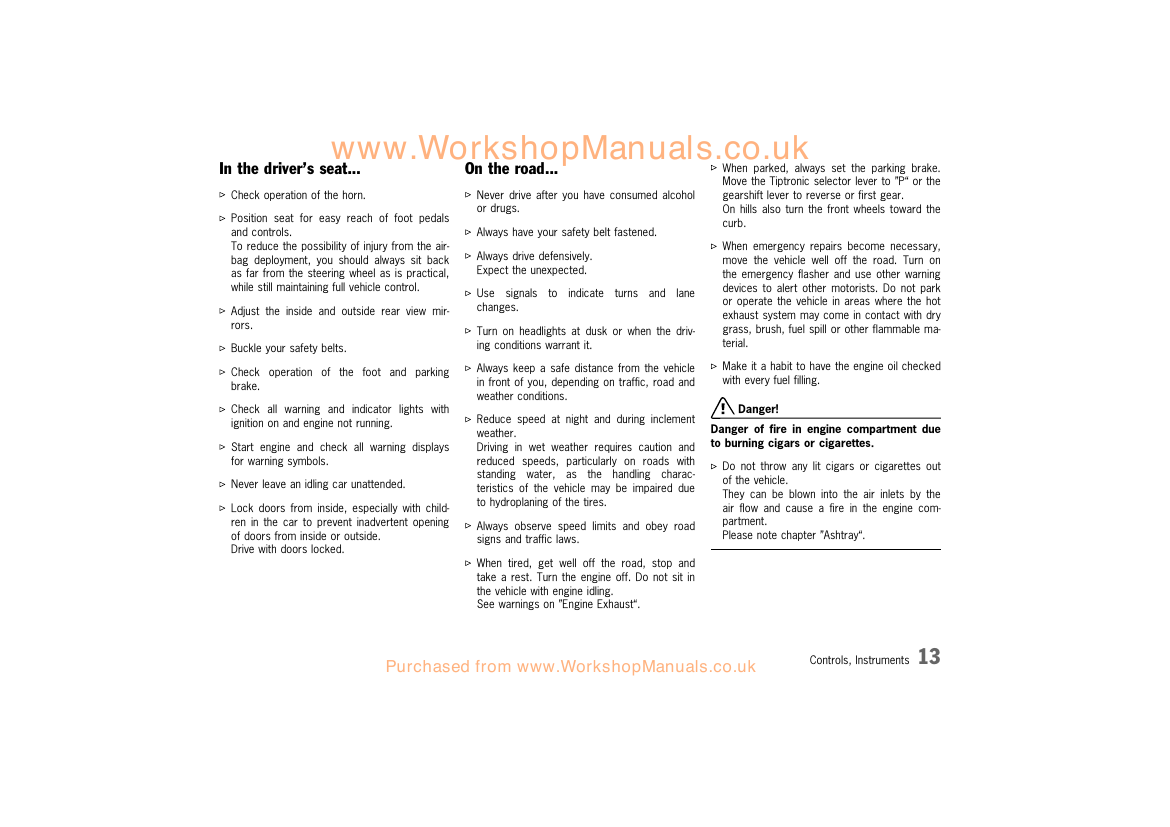 www.WorkshopManuals.co.uk
In the driver's seat...
▷ Check operation of the horn.
▷ Position seat for easy reach of foot pedals
and controls.
To reduce the possibility of injury from the air-
bag deployment, you should always sit back
as far from the steering wheel as is practical,
while still maintaining full vehicle control.
▷ Adjust the inside and outside rear view mir-
rors.
▷ Buckle your safety belts.
▷ Check operation of the foot and parking
brake.
▷ Check all warning and indicator lights with
ignition on and engine not running.
▷ Start engine and check all warning displays
for warning symbols.
▷ Never leave an idling car unattended.
▷ Lock doors from inside, especially with child-
ren in the car to prevent inadvertent opening
of doors from inside or outside.
Drive with doors locked.
On the road...
▷ Never drive after you have consumed alcohol
or drugs.
▷ Always have your safety belt fastened.
▷ Always drive defensively.
Expect the unexpected.
▷ Use signals to indicate turns and lane
changes.
▷ Turn on headlights at dusk or when the driv-
ing conditions warrant it.
▷ Always keep a safe distance from the vehicle
in front of you, depending on traffic, road and
weather conditions.
▷ Reduce speed at night and during inclement
weather.
Driving in wet weather requires caution and
reduced speeds, particularly on roads with
standing water, as the handling charac-
teristics of the vehicle may be impaired due
to hydroplaning of the tires.
▷ Always observe speed limits and obey road
signs and traffic laws.
▷ When tired, get well off the road, stop and
take a rest. Turn the engine off. Do not sit in
the vehicle with engine idling.
See warnings on "Engine Exhaust“.
▷ When parked, always set the parking brake.
Move the Tiptronic selector lever to "P“ or the
gearshift lever to reverse or first gear.
On hills also turn the front wheels toward the
curb.
▷ When emergency repairs become necessary,
move the vehicle well off the road. Turn on
the emergency flasher and use other warning
devices to alert other motorists. Do not park
or operate the vehicle in areas where the hot
exhaust system may come in contact with dry
grass, brush, fuel spill or other flammable ma-
terial.
▷ Make it a habit to have the engine oil checked
with every fuel filling.
Danger!
Danger of fire in engine compartment due
to burning cigars or cigarettes.
▷ Do not throw any lit cigars or cigarettes out
of the vehicle.
They can be blown into the air inlets by the
air flow and cause a fire in the engine com-
partment.
Please note chapter "Ashtray“.
Controls, Instruments 13
Purchased from www.WorkshopManuals.co.uk